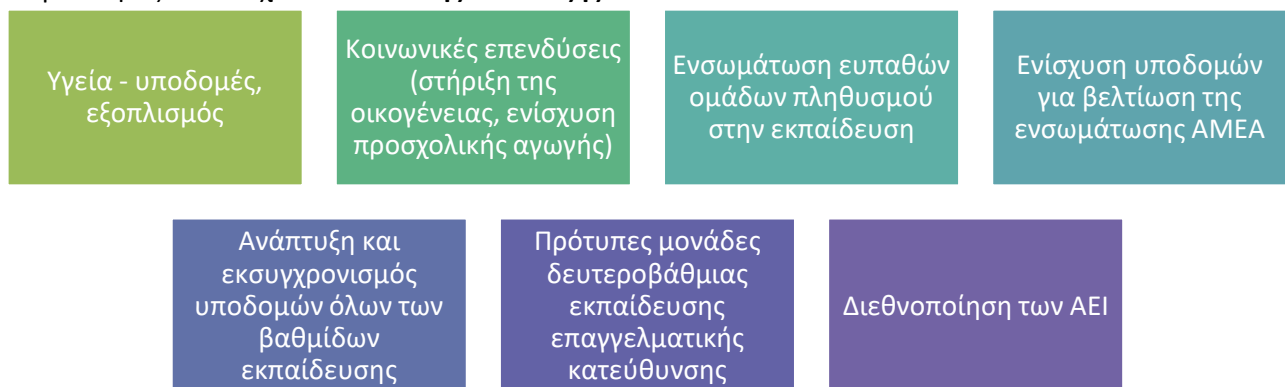 Υγεία - υποδομές,
εξοπλισμός
Κοινωνικές επενδύσεις
(στήριξη της
οικογένειας, ενίσχυση
προσχολικής αγωγής)
Ενσωμάτωση ευπαθών
ομάδων πληθυσμού
στην εκπαίδευση
Ενίσχυση υποδομών
για βελτίωση της
ενσωμάτωσης ΑΜΕΑ
Ανάπτυξη και
εκσυγχρονισμός
υποδομών όλων των
βαθμίδων
εκπαίδευσης
Πρότυπες μονάδες
δευτεροβάθμιας
εκπαίδευσης
επαγγελματικής
κατεύθυνσης
Διεθνοποίηση των ΑΕΙ